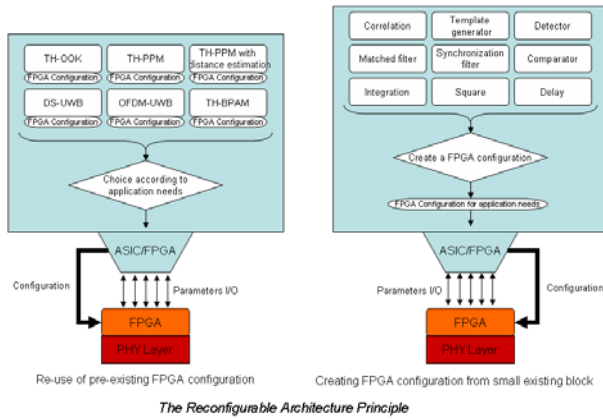 TH-OOK
FPGA Configuration
TH-PPM
FPGA Configuration
TH-PPM with
distance estimation
FPGA Configuration
DS-UWB
FPGA Configuration
OFDM-UWB
FPGA Configuration
TH-BPAM
FPGA Configuration
Choice according to
application needs
ASIC/FPGA
Configuration
Parameters I/O
FPGA
PHY Layer
Re-use of pre-existing FPGA configuration
Correlation
Template
generator
Detector
Matched filter
Synchronization
filter
Comparator
Integration
Square
Delay
Create a FPGA configuration
FPGA Configuration for application needs
ASIC/FPGA
Parameters I/O
Configuration
FPGA
PHY Layer
Creating FPGA configuration from small existing block
The Reconfigurable Architecture Principle